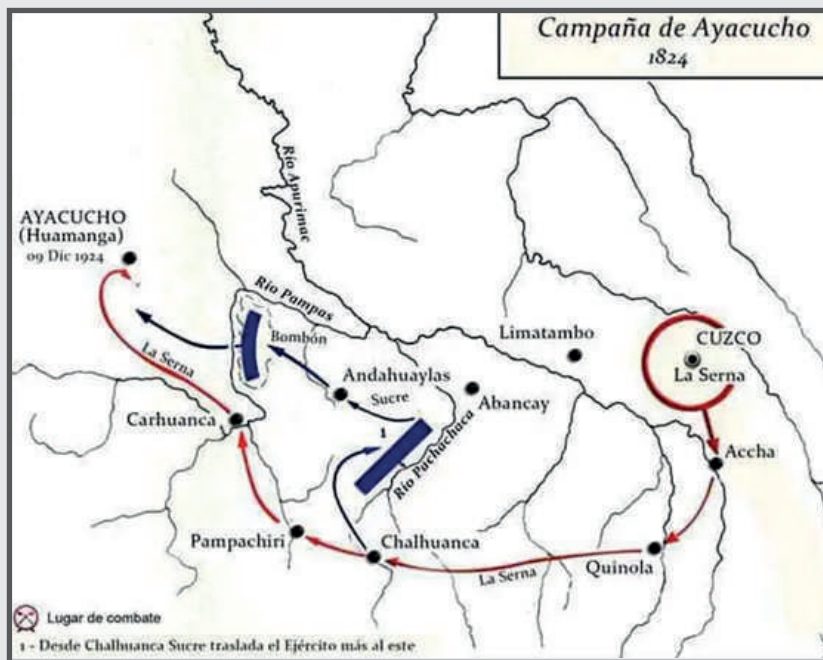 Campaña de Ayacucho
1824
Río Apurimac
AYACUCHO
(Huamanga)
09 Dic 1924
Río Pampas
La Serna
Bombón
Limatambo
CUZCO
La Serna
Andahuaylas
Sucre
Abancay
Carhuanca
1
Río Pachachaca
Accha
Pampachiri
Chalhuanca
La Serna
Quinola
Lugar de combate
1 - Desde Chalhuanca Sucre traslada el Ejército más al este